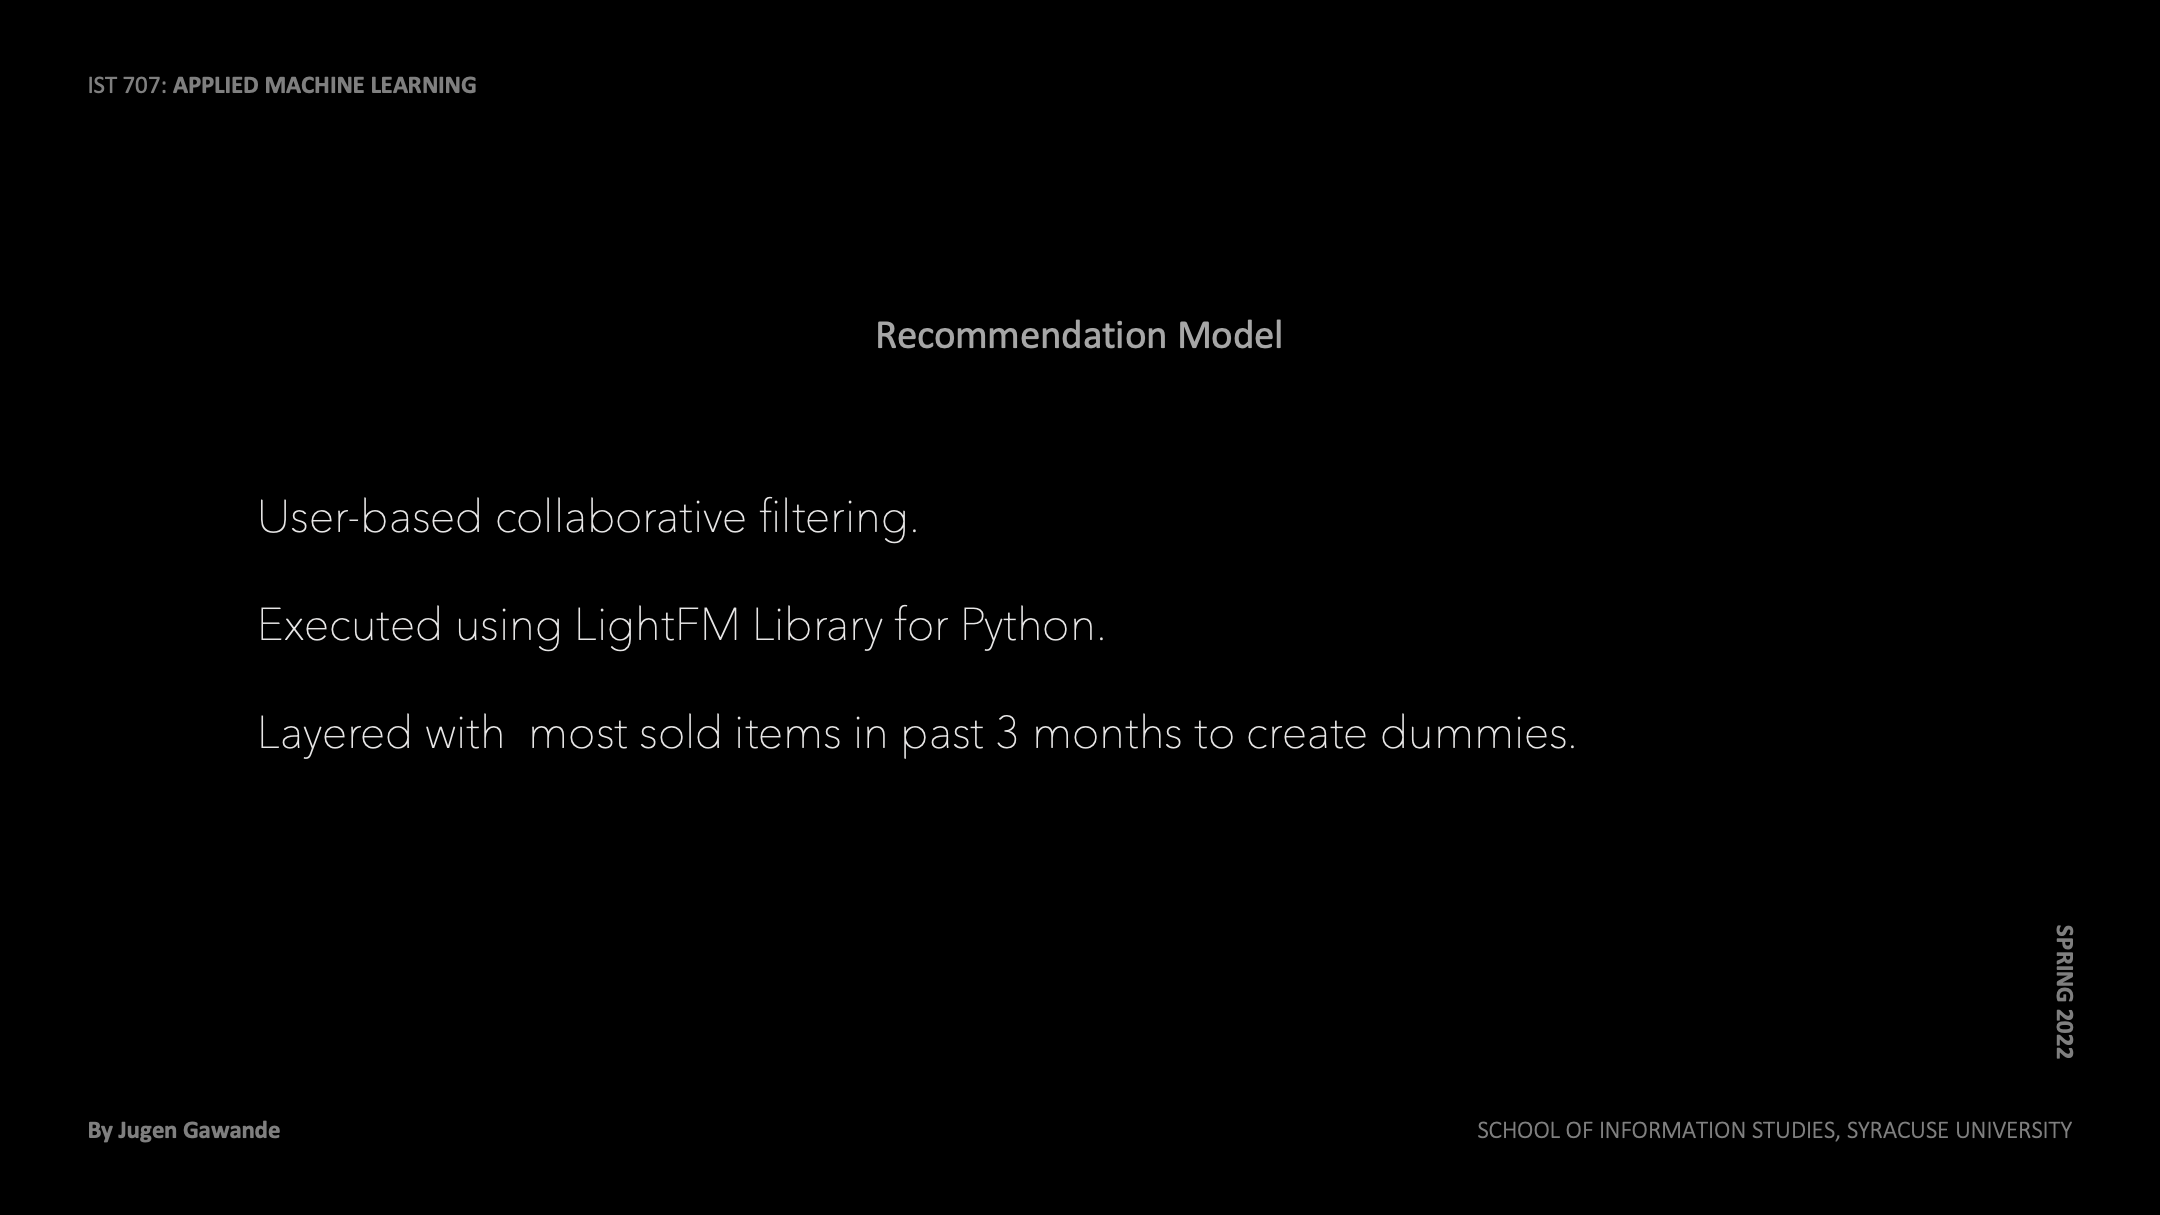 IST 707: APPLIED MACHINE LEARNING
Recommendation Model
User-based collaborative filtering.
Executed using LightFM Library for Python.
Layered with  most sold items in past 3 months to create dummies.
SPRING 2022
By Jugen Gawande
SCHOOL OF INFORMATION STUDIES, SYRACUSE UNIVERSITY